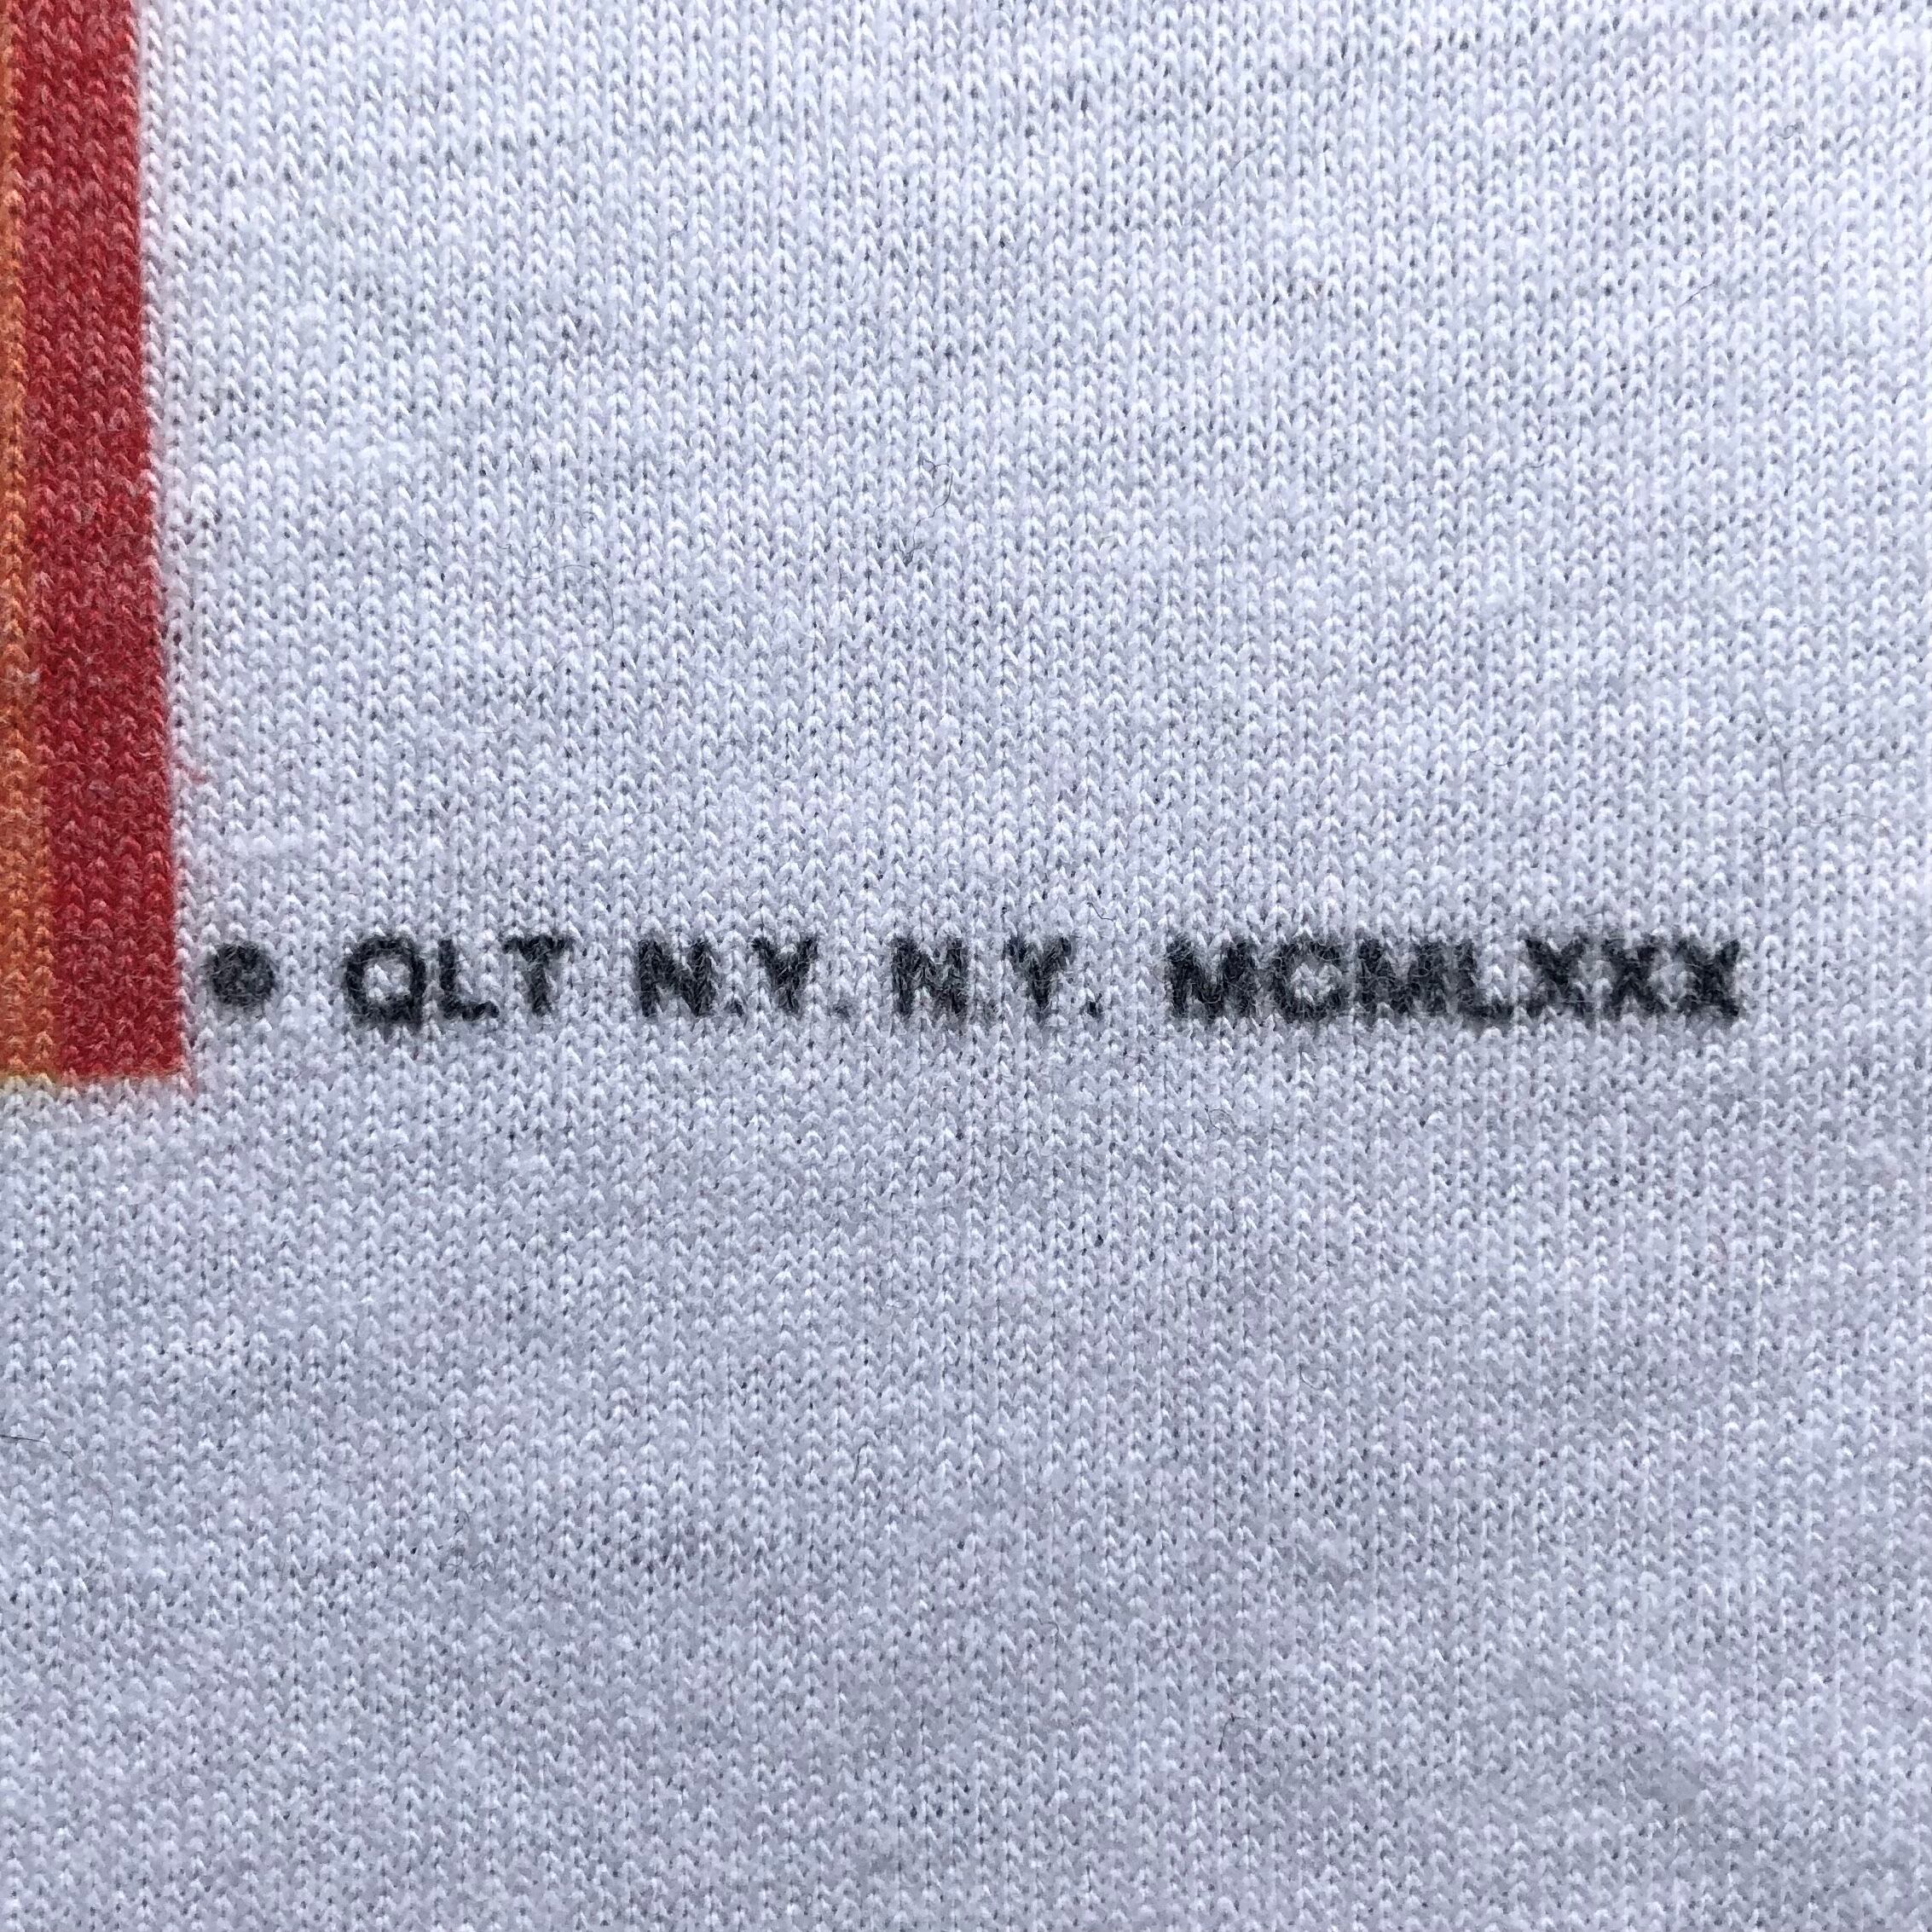 © QLT N.Y. N.Y. MCMLXXX